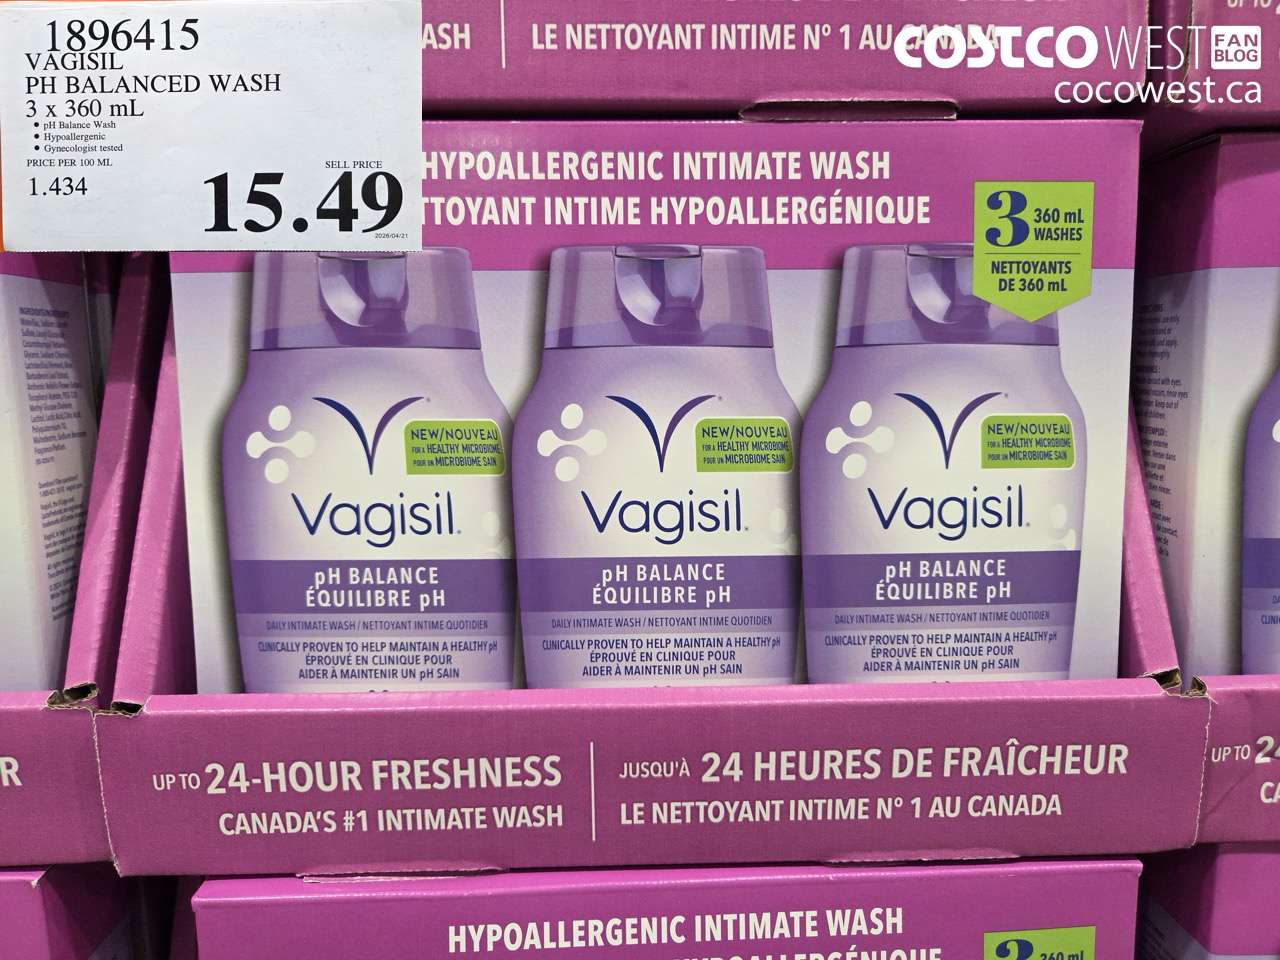 1896415
VAGISIL
PH BALANCED WASH
3 x 360 mL
• pH Balance Wash
• Hypoallergenic
• Gynecologist tested
PRICE PER 100 ML
1.434
SELL PRICE
15.49
2026/04/21
ASH
LE NETTOYANT INTIME Nº 1 AU CANADA
COSTCO WEST FAN BLOG
cocowest.ca
HYPOALLERGENIC INTIMATE WASH
TTOYANT INTIME HYPOALLERGÉNIQUE
3 360 mL WASHES
NETTOYANTS
DE 360 mL
Vagisil
NEW/NOUVEAU
FOR A HEALTHY MICROBIOME
POUR UN MICROBIOME SAIN
pH BALANCE
ÉQUILIBRE pH
DAILY INTIMATE WASH / NETTOYANT INTIME QUOTIDIEN
CLINICALLY PROVEN TO HELP MAINTAIN A HEALTHY pH
ÉPROUVÉ EN CLINIQUE POUR
AIDER À MAINTENIR UN pH SAIN
Vagisil
NEW/NOUVEAU
FOR A HEALTHY MICROBIOME
POUR UN MICROBIOME SAIN
pH BALANCE
ÉQUILIBRE pH
DAILY INTIMATE WASH / NETTOYANT INTIME QUOTIDIEN
CLINICALLY PROVEN TO HELP MAINTAIN A HEALTHY pH
ÉPROUVÉ EN CLINIQUE POUR
AIDER À MAINTENIR UN pH SAIN
Vagisil
NEW/NOUVEAU
FOR A HEALTHY MICROBIOME
POUR UN MICROBIOME SAIN
pH BALANCE
ÉQUILIBRE pH
DAILY INTIMATE WASH / NETTOYANT INTIME QUOTIDIEN
CLINICALLY PROVEN TO HELP MAINTAIN A HEALTHY pH
ÉPROUVÉ EN CLINIQUE POUR
AIDER À MAINTENIR UN pH SAIN
R
UP TO 24-HOUR FRESHNESS
CANADA'S #1 INTIMATE WASH
JUSQU'À 24 HEURES DE FRAÎCHEUR
LE NETTOYANT INTIME Nº 1 AU CANADA
UP TO 2
CA
HYPOALLERGENIC INTIMATE WASH
3 360 mL